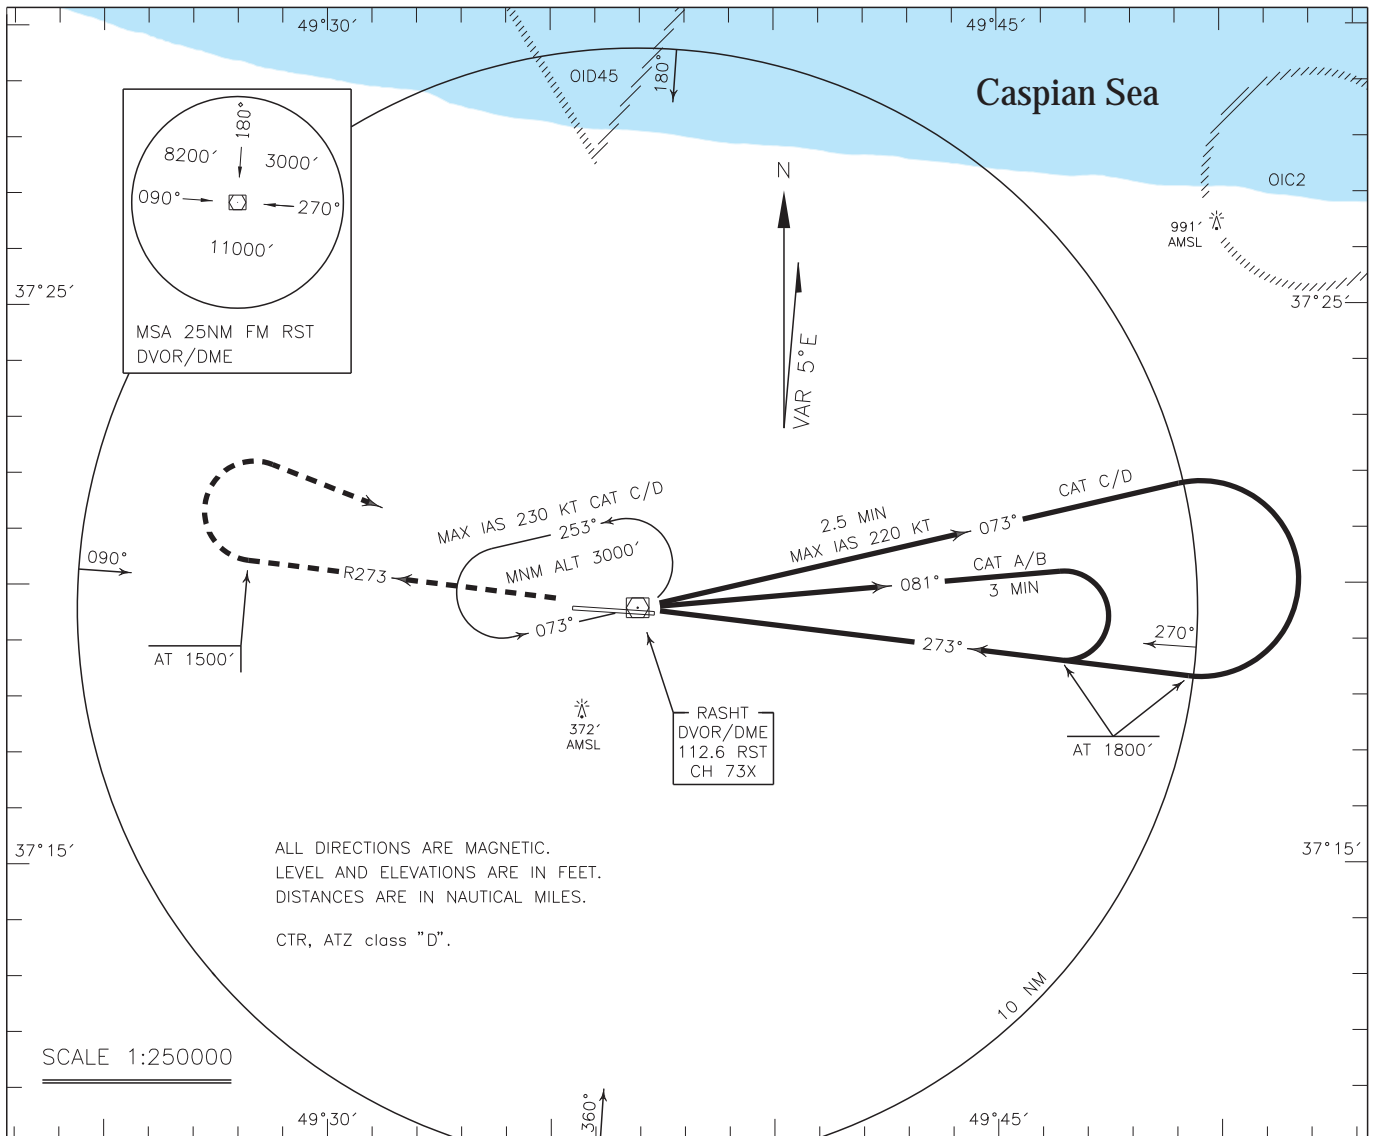 49°30′
49°45′
OID45
180°
Caspian Sea
180°
8200′
3000′
090°
270°
11000′
MSA 25NM FM RST
DVOR/DME
N
VAR 5°E
OIC2
991′
AMSL
37°25′
37°25′
MAX IAS 230 KT CAT C/D
253°
MNM ALT 3000′
073°
2.5 MIN
MAX IAS 220 KT
073°
CAT C/D
081°
CAT A/B
3 MIN
273°
270°
090°
R273
AT 1500′
AT 1800′
372′
AMSL
RASHT
DVOR/DME
112.6 RST
CH 73X
37°15′
37°15′
ALL DIRECTIONS ARE MAGNETIC.
LEVEL AND ELEVATIONS ARE IN FEET.
DISTANCES ARE IN NAUTICAL MILES.
CTR, ATZ class "D".
10 NM
SCALE 1:250000
360°
49°30′
49°45′